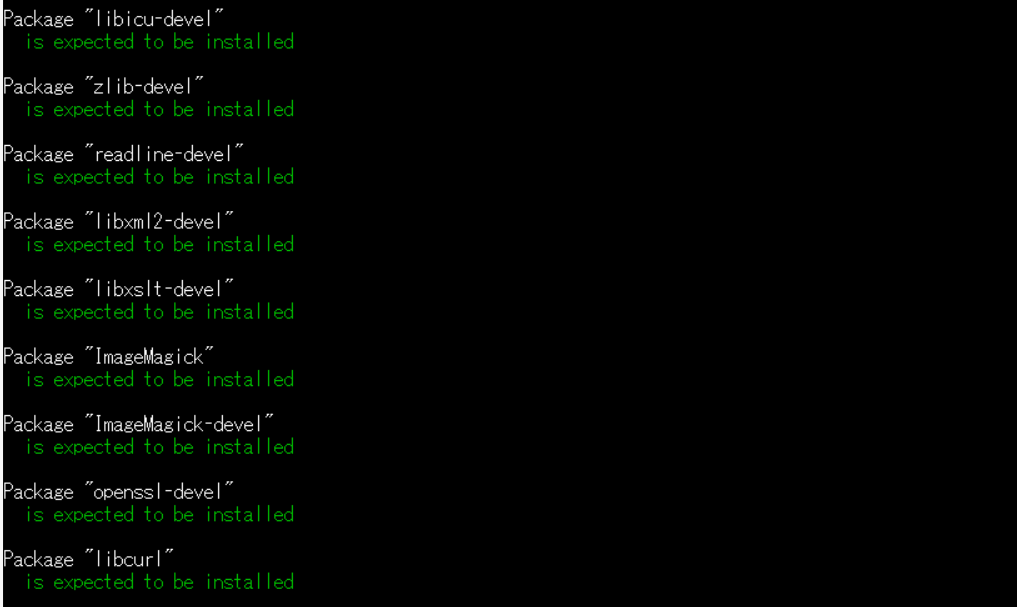 Package "libicu-devel"
is expected to be installed
Package "zlib-devel"
is expected to be installed
Package "readline-devel"
is expected to be installed
Package "libxml2-devel"
is expected to be installed
Package "libxslt-devel"
is expected to be installed
Package "ImageMagick"
is expected to be installed
Package "ImageMagick-devel"
is expected to be installed
Package "openssl-devel"
is expected to be installed
Package "libcurl"
is expected to be installed